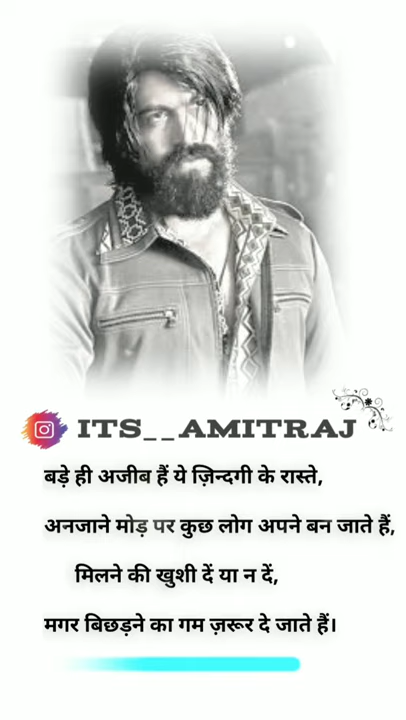 ITS__AMITRAJ
बड़े ही अजीब हैं ये ज़िन्दगी के रास्ते,
अनजाने मोड़ पर कुछ लोग अपने बन जाते हैं,
मिलने की खुशी दें या न दें,
मगर बिछड़ने का गम ज़रूर दे जाते हैं।